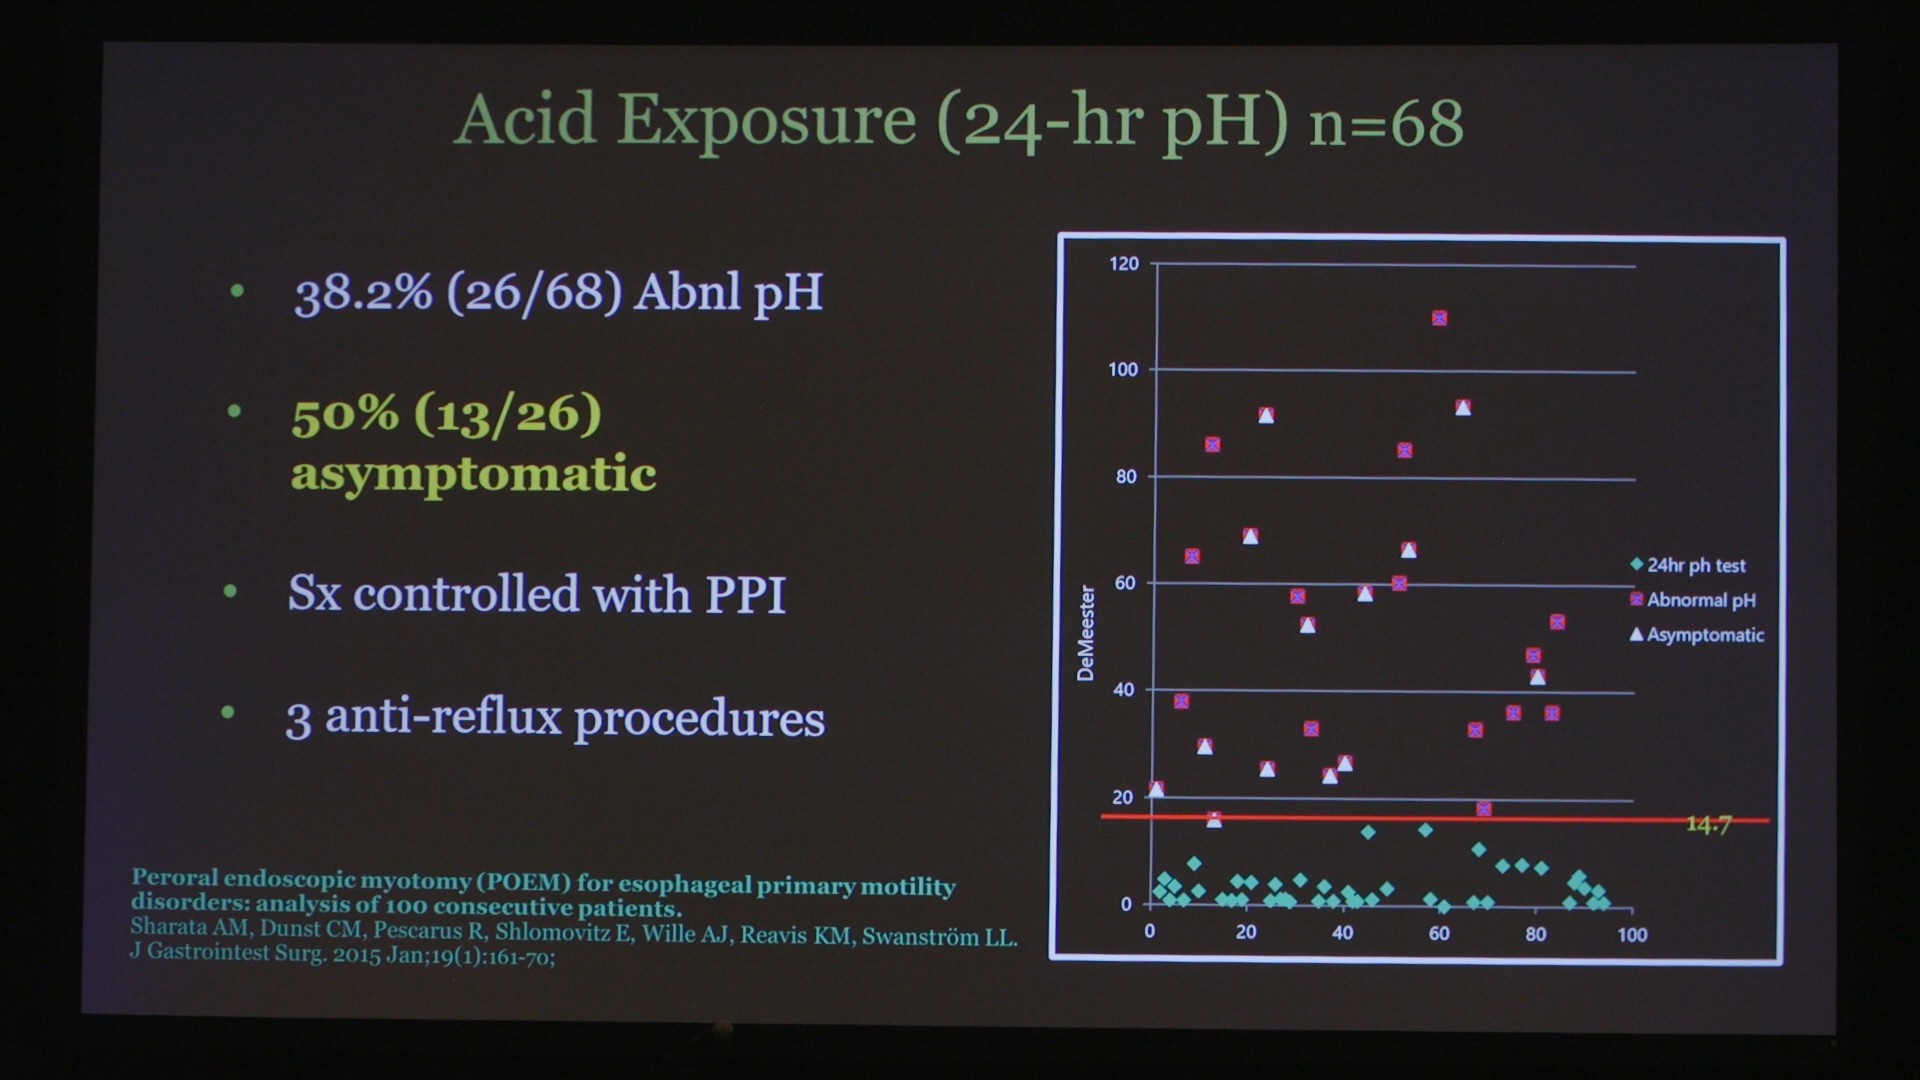 Acid Exposure (24-hr pH) n=68
• 38.2% (26/68) Abnl pH
• 50% (13/26)
asymptomatic
• Sx controlled with PPI
• 3 anti-reflux procedures
Peroral endoscopic myotomy (POEM) for esophageal primary motility
disorders: analysis of 100 consecutive patients.
Sharata AM, Dunst CM, Pescarus R, Shlomovitz E, Wille AJ, Reavis KM, Swanström LL.
J Gastrointest Surg. 2015 Jan;19(1):161-70;
120
100
80
60
40
20
0
DeMeester
0 20 40 60 80 100
24hr ph test
Abnormal pH
Asymptomatic
14.7